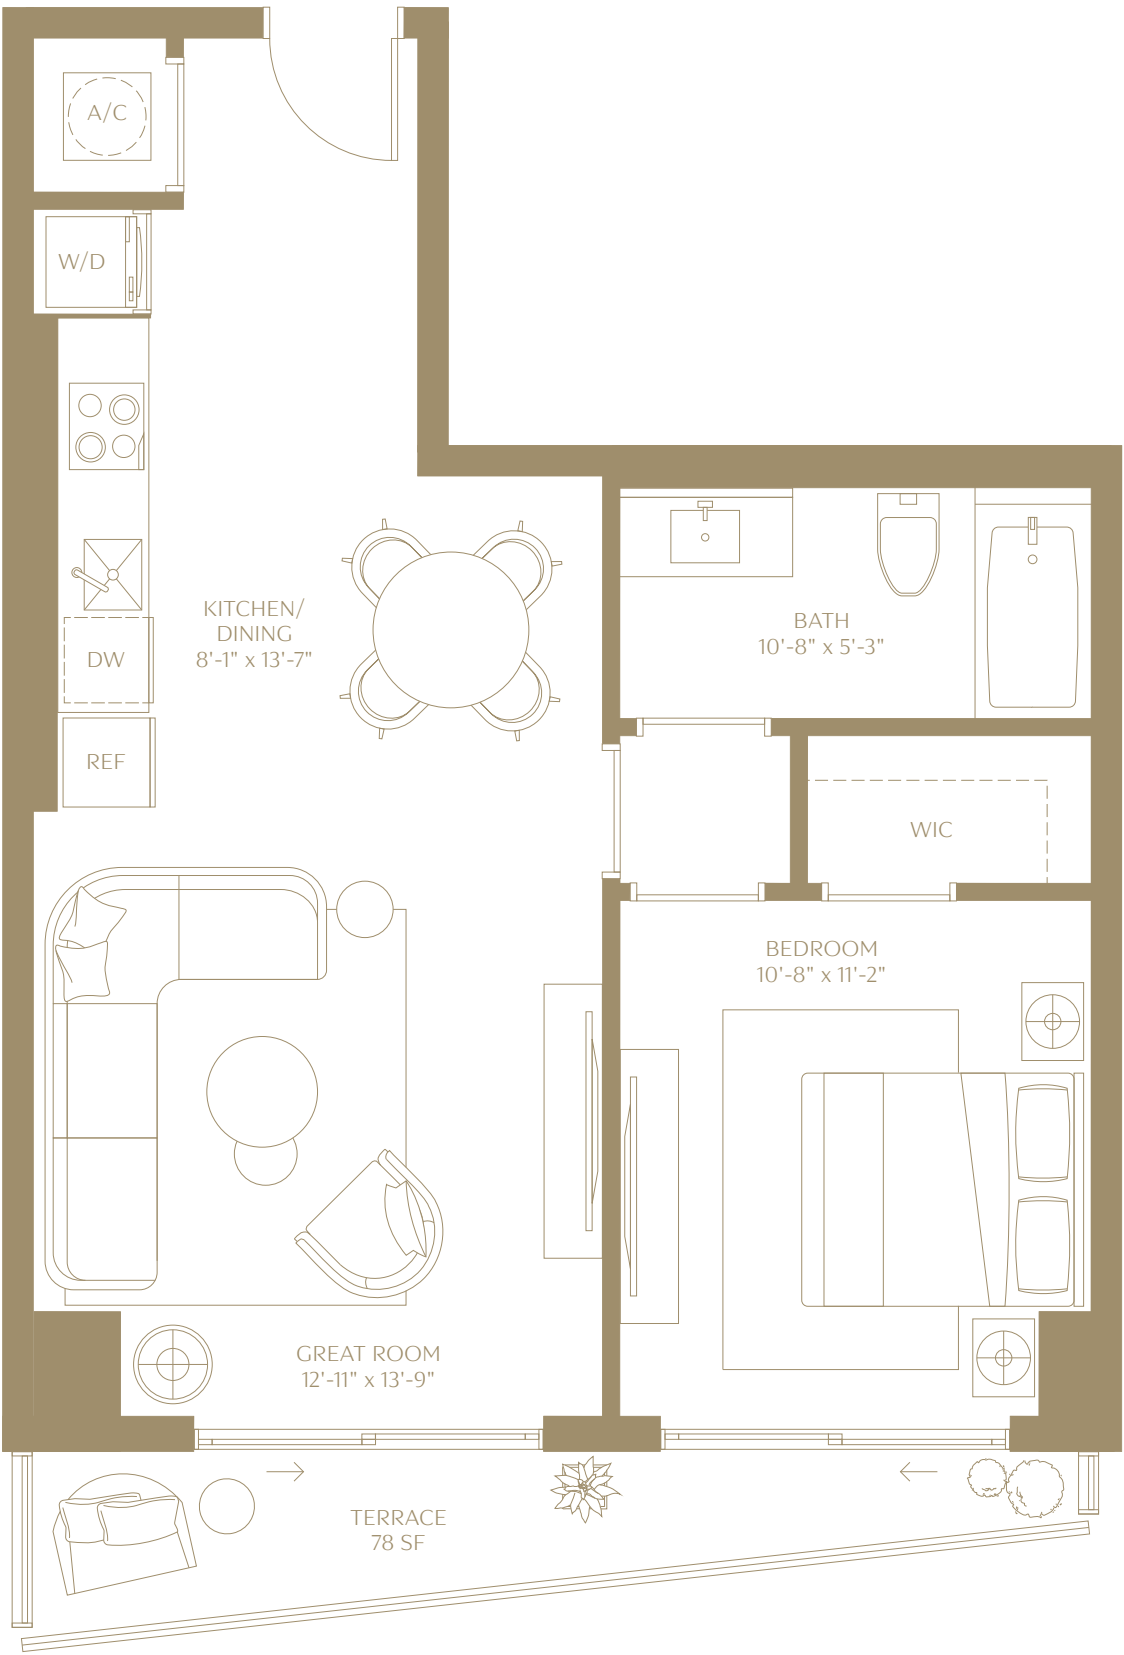 A/C
W/D
KITCHEN/
DINING
8'-1" x 13'-7"
DW
REF
BATH
10'-8" x 5'-3"
WIC
BEDROOM
10'-8" x 11'-2"
GREAT ROOM
12'-11" x 13'-9"
TERRACE
78 SF